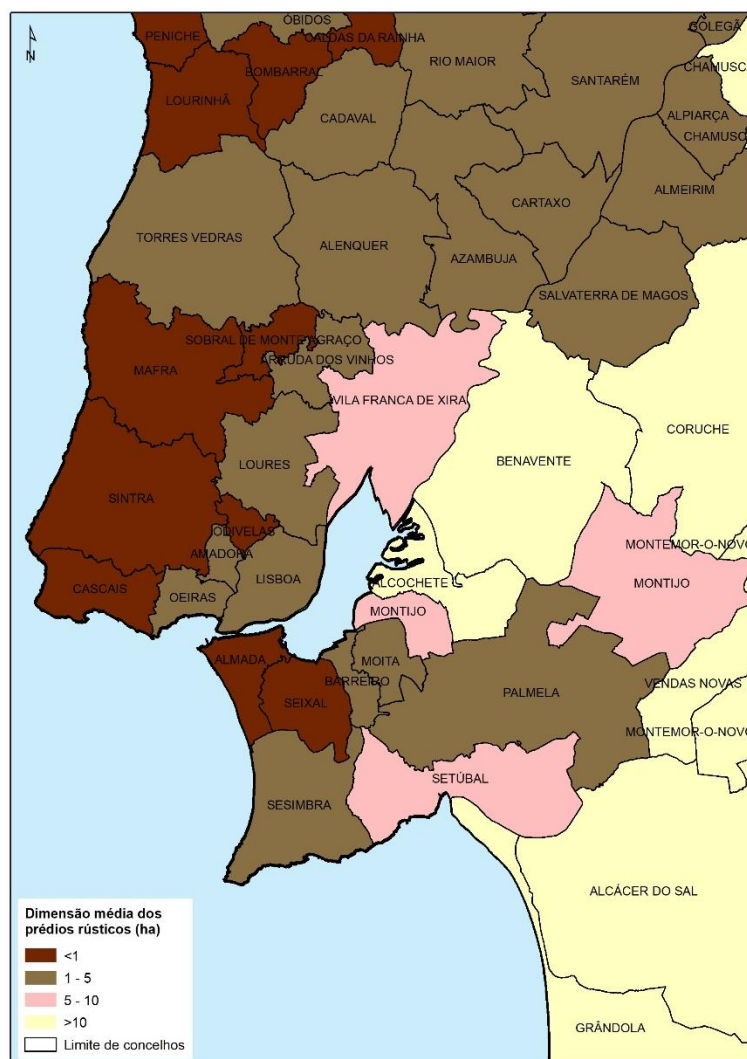 N
ÓBIDOS
GOLEGÃ
PENICHE
CALDAS DA RAINHA
RIO MAIOR
CHAMUSC
BOMBARRAL
SANTARÉM
LOURINHÃ
CADAVAL
ALPIARÇA
CHAMUSC
ALMEIRIM
CARTAXO
TORRES VEDRAS
ALENQUER
AZAMBUJA
SALVATERRA DE MAGOS
SOBRAL DE MONTE AGRAÇO
ARRUDA DOS VINHOS
MAFRA
VILA FRANCA DE XIRA
CORUCHE
BENAVENTE
LOURES
SINTRA
ODIVELAS
MONTEMOR-O-NOVO
AMADORA
LISBOA
ALCOCHETE
MONTIJO
CASCAIS
OEIRAS
MONTIJO
ALMADA
MOITA
BARREIRO
SEIXAL
PALMELA
VENDAS NOVAS
MONTEMOR-O-NOVO
SETÚBAL
SESIMBRA
ALCÁCER DO SAL
GRÂNDOLA
Dimensão média dos
prédios rústicos (ha)
<1
1 - 5
5 - 10
>10
Limite de concelhos